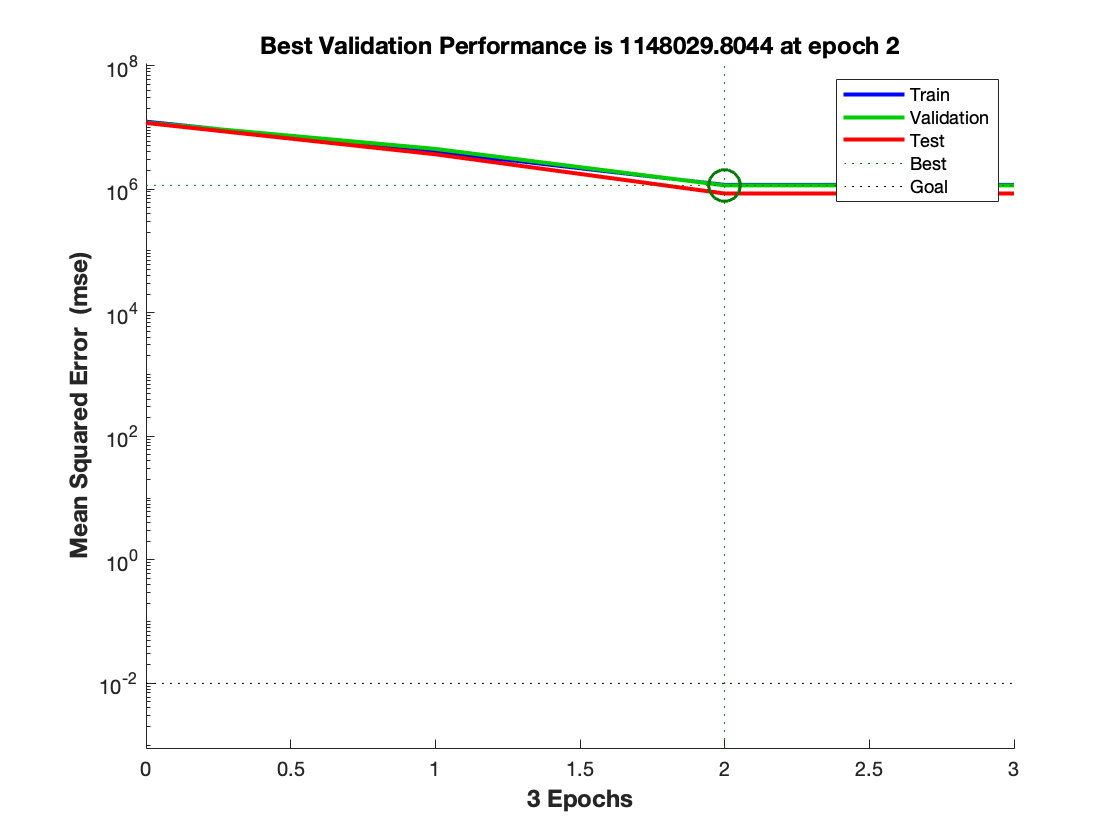 Best Validation Performance is 1148029.8044 at epoch 2
Train
Validation
Test
Best
Goal
Mean Squared Error (mse)
10^8
10^6
10^4
10^2
10^0
10^-2
0 0.5 1 1.5 2 2.5 3
3 Epochs